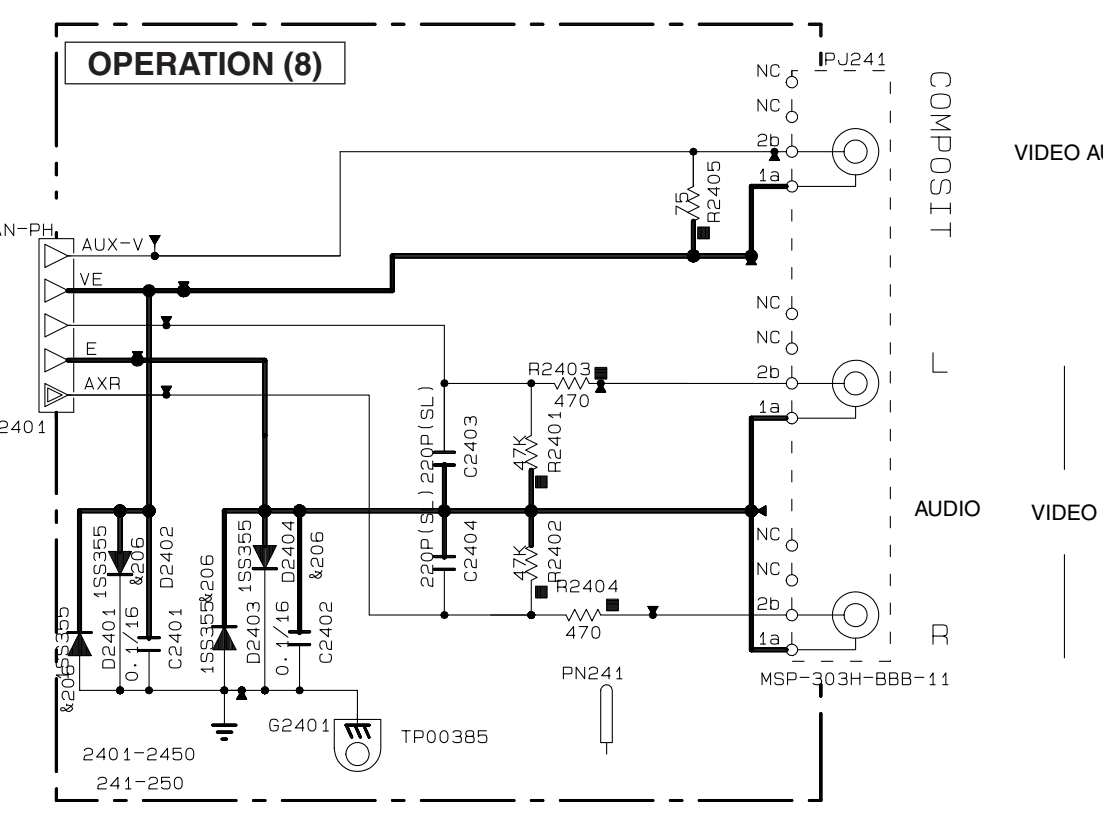 OPERATION (8)
PJ241
NC
NC
2b
1a
COMPOSIT
VIDEO AU
75
R2405
AN-PH
AUX-V
VE
E
AXR
2401
NC
NC
2b
1a
L
R2403
470
220P(SL)
C2403
47K
R2401
220P(SL)
C2404
47K
R2402
R2404
470
AUDIO
VIDEO
NC
NC
2b
1a
R
1SS355
&206
D2402
1SS355
D2404
&206
1SS355
&206
D2401
0.1/16
C2401
1SS355
&206
D2403
0.1/16
C2402
PN241
MSP-303H-BBB-11
G2401
TP00385
2401-2450
241-250